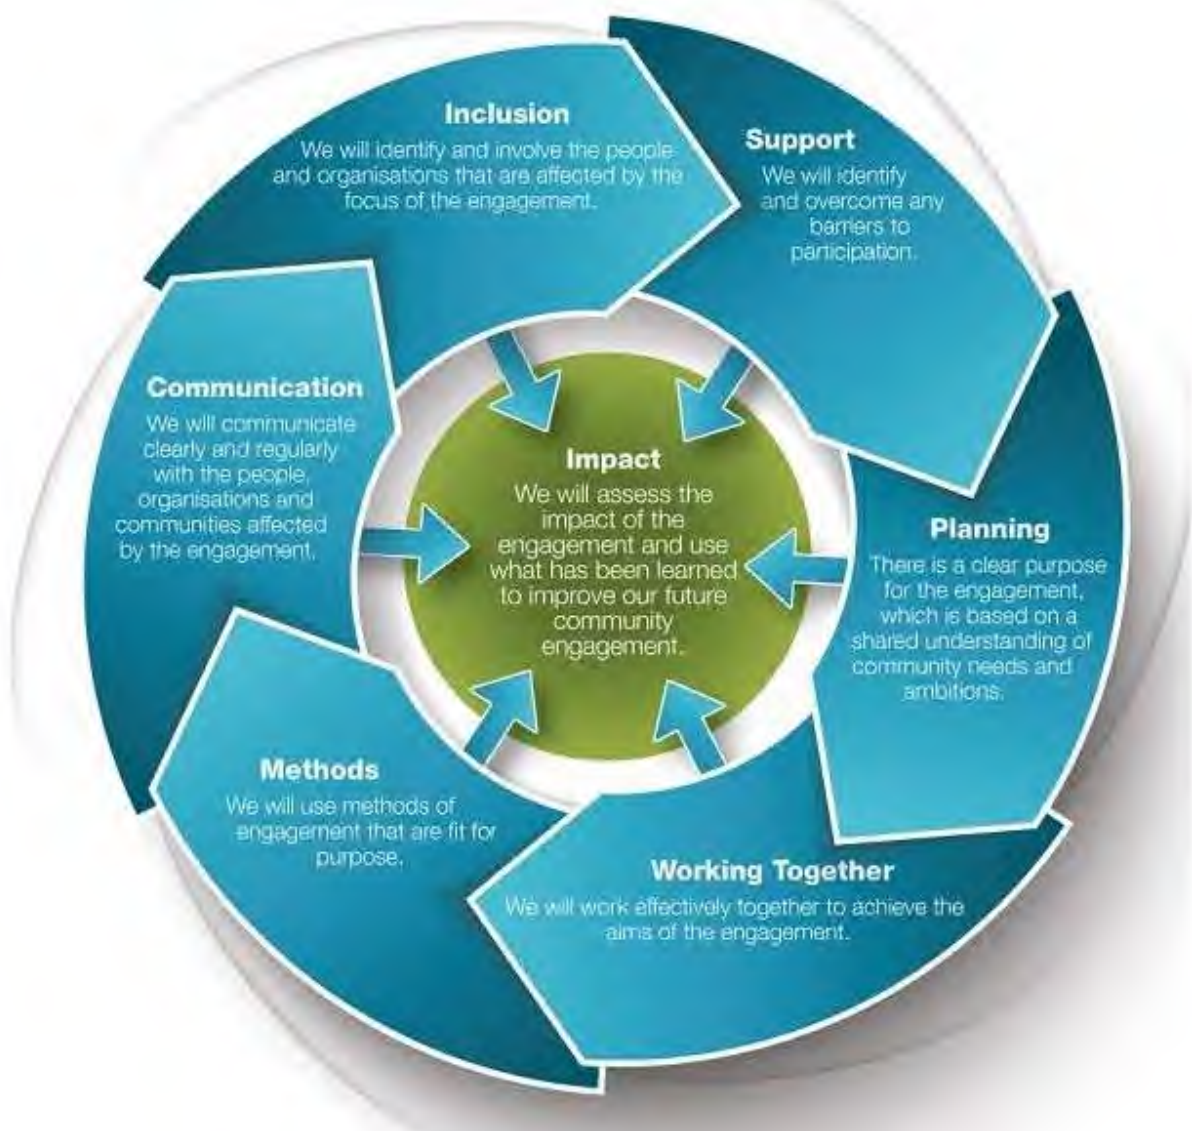 Inclusion
We will identify and involve the people
and organisations that are affected by the
focus of the engagement.
Support
We will identify
and overcome any
barriers to
participation.
Planning
There is a clear purpose
for the engagement,
which is based on a
shared understanding of
community needs and
ambitions.
Working Together
We will work effectively together to achieve the
aims of the engagement.
Methods
We will use methods of
engagement that are fit for
purpose.
Communication
We will communicate
clearly and regularly
with the people,
organisations and
communities affected
by the engagement.
Impact
We will assess the
impact of the
engagement and use
what has been learned
to improve our future
community
engagement.